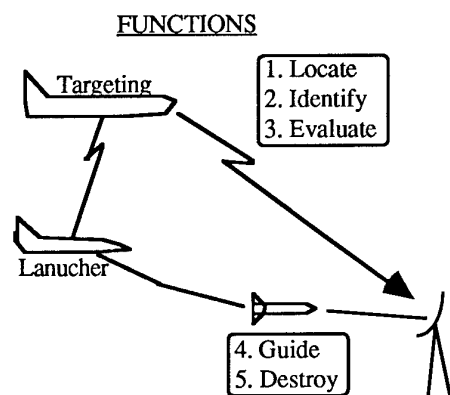 FUNCTIONS
Targeting
1. Locate
2. Identify
3. Evaluate
Lanucher
4. Guide
5. Destroy